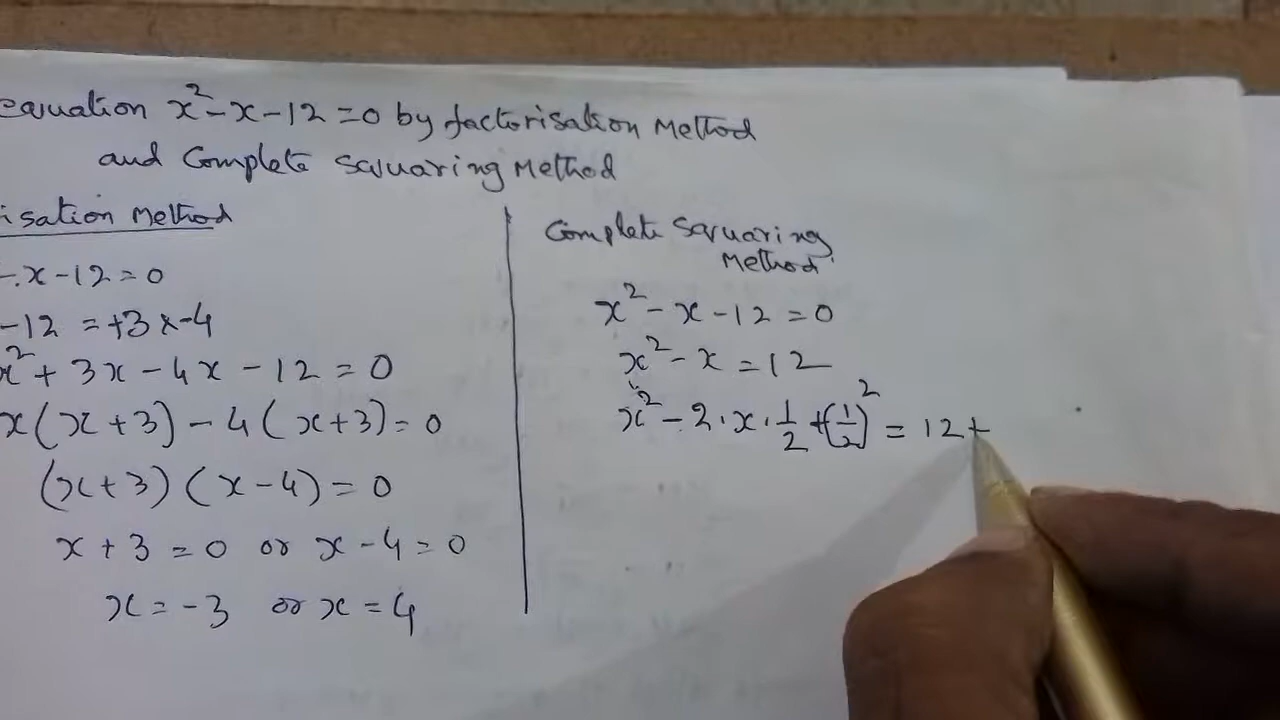 equation x² - x - 12 = 0 by factorisation Method
and Complete Squaring Method
isation Method
- x - 12 = 0
-12 = +3 x -4
x² + 3x - 4x - 12 = 0
x(x + 3) - 4(x + 3) = 0
(x + 3)(x - 4) = 0
x + 3 = 0 or x - 4 = 0
x = -3 or x = 4
Complete Squaring
Method
x² - x - 12 = 0
x² - x = 12
x² - 2 · x · 1/2 + (1/2)² = 12 +